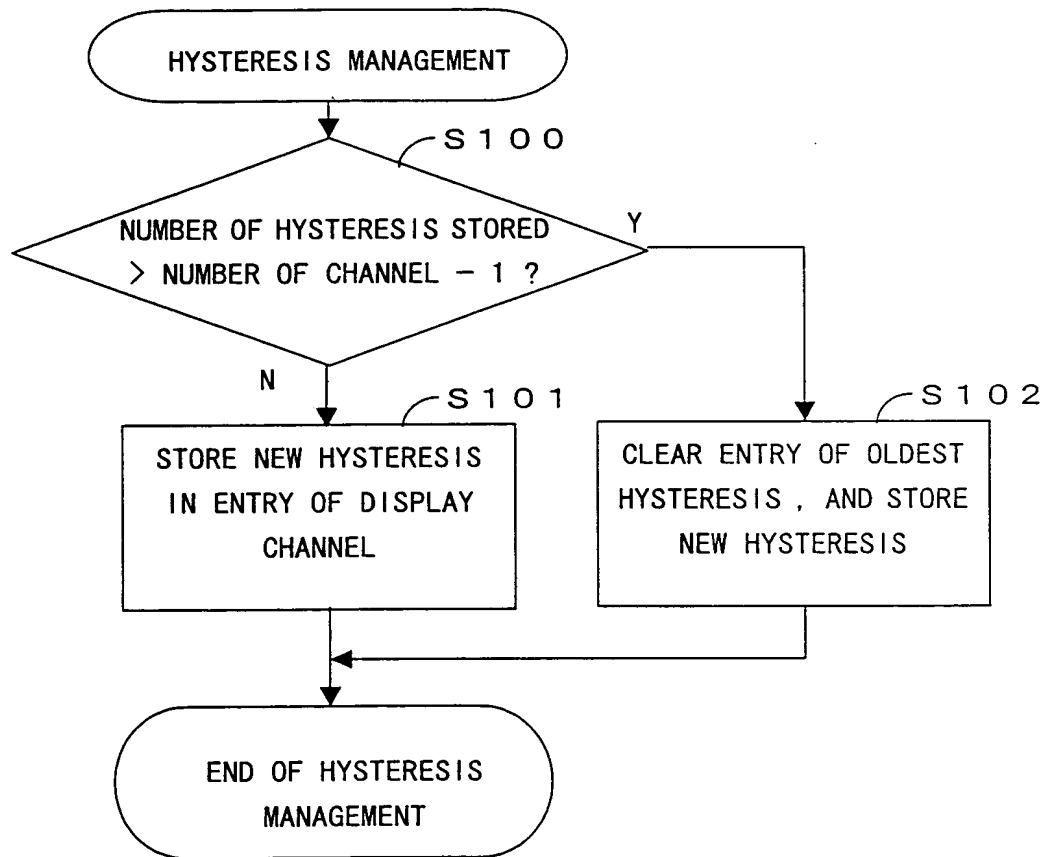 HYSTERESIS MANAGEMENT
S100
NUMBER OF HYSTERESIS STORED
> NUMBER OF CHANNEL - 1 ?
Y
N
S101
STORE NEW HYSTERESIS
IN ENTRY OF DISPLAY
CHANNEL
S102
CLEAR ENTRY OF OLDEST
HYSTERESIS , AND STORE
NEW HYSTERESIS
END OF HYSTERESIS
MANAGEMENT